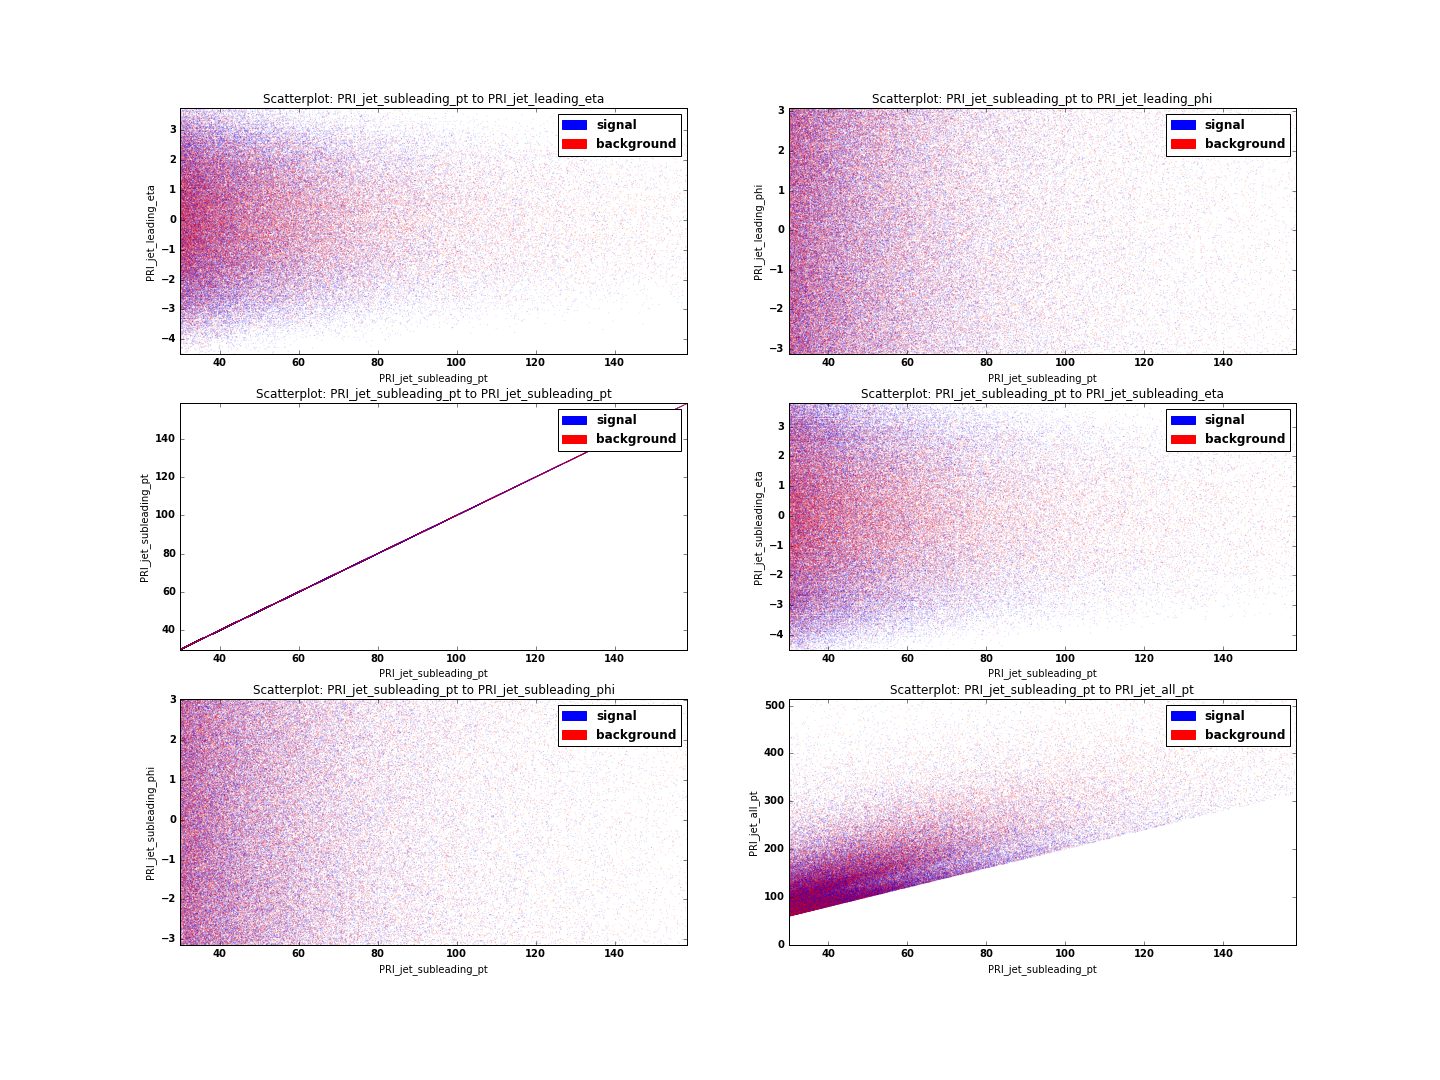 Scatterplot: PRI_jet_subleading_pt to PRI_jet_leading_eta
signal
background
3
2
1
0
−1
−2
−3
−4
PRI_jet_leading_eta
40 60 80 100 120 140
PRI_jet_subleading_pt
Scatterplot: PRI_jet_subleading_pt to PRI_jet_leading_phi
signal
background
3
2
1
0
−1
−2
−3
PRI_jet_leading_phi
40 60 80 100 120 140
PRI_jet_subleading_pt
Scatterplot: PRI_jet_subleading_pt to PRI_jet_subleading_pt
signal
background
140
120
100
80
60
40
PRI_jet_subleading_pt
40 60 80 100 120 140
PRI_jet_subleading_pt
Scatterplot: PRI_jet_subleading_pt to PRI_jet_subleading_eta
signal
background
3
2
1
0
−1
−2
−3
−4
PRI_jet_subleading_eta
40 60 80 100 120 140
PRI_jet_subleading_pt
Scatterplot: PRI_jet_subleading_pt to PRI_jet_subleading_phi
signal
background
3
2
1
0
−1
−2
−3
PRI_jet_subleading_phi
40 60 80 100 120 140
PRI_jet_subleading_pt
Scatterplot: PRI_jet_subleading_pt to PRI_jet_all_pt
signal
background
500
400
300
200
100
0
PRI_jet_all_pt
40 60 80 100 120 140
PRI_jet_subleading_pt